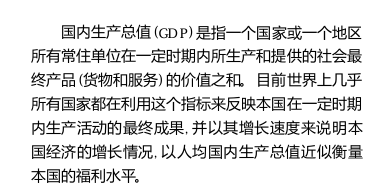 国内生产总值(GDP)是指一个国家或一个地区
所有常住单位在一定时期内所生产和提供的社会最
终产品(货物和服务)的价值之和。目前世界上几乎
所有国家都在利用这个指标来反映本国在一定时期
内生产活动的最终成果,并以其增长速度来说明本
国经济的增长情况,以人均国内生产总值近似衡量
本国的福利水平。